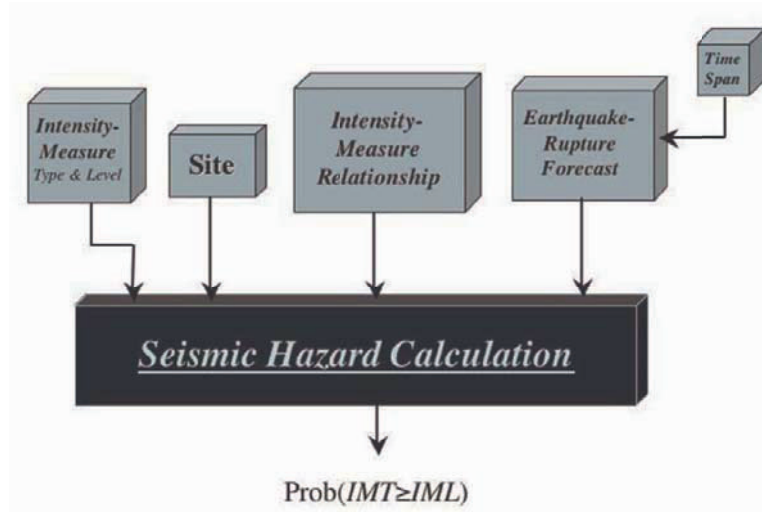 Time
Span
Intensity-
Measure
Type & Level
Site
Intensity-
Measure
Relationship
Earthquake-
Rupture
Forecast
Seismic Hazard Calculation
Prob(IMT≥IML)